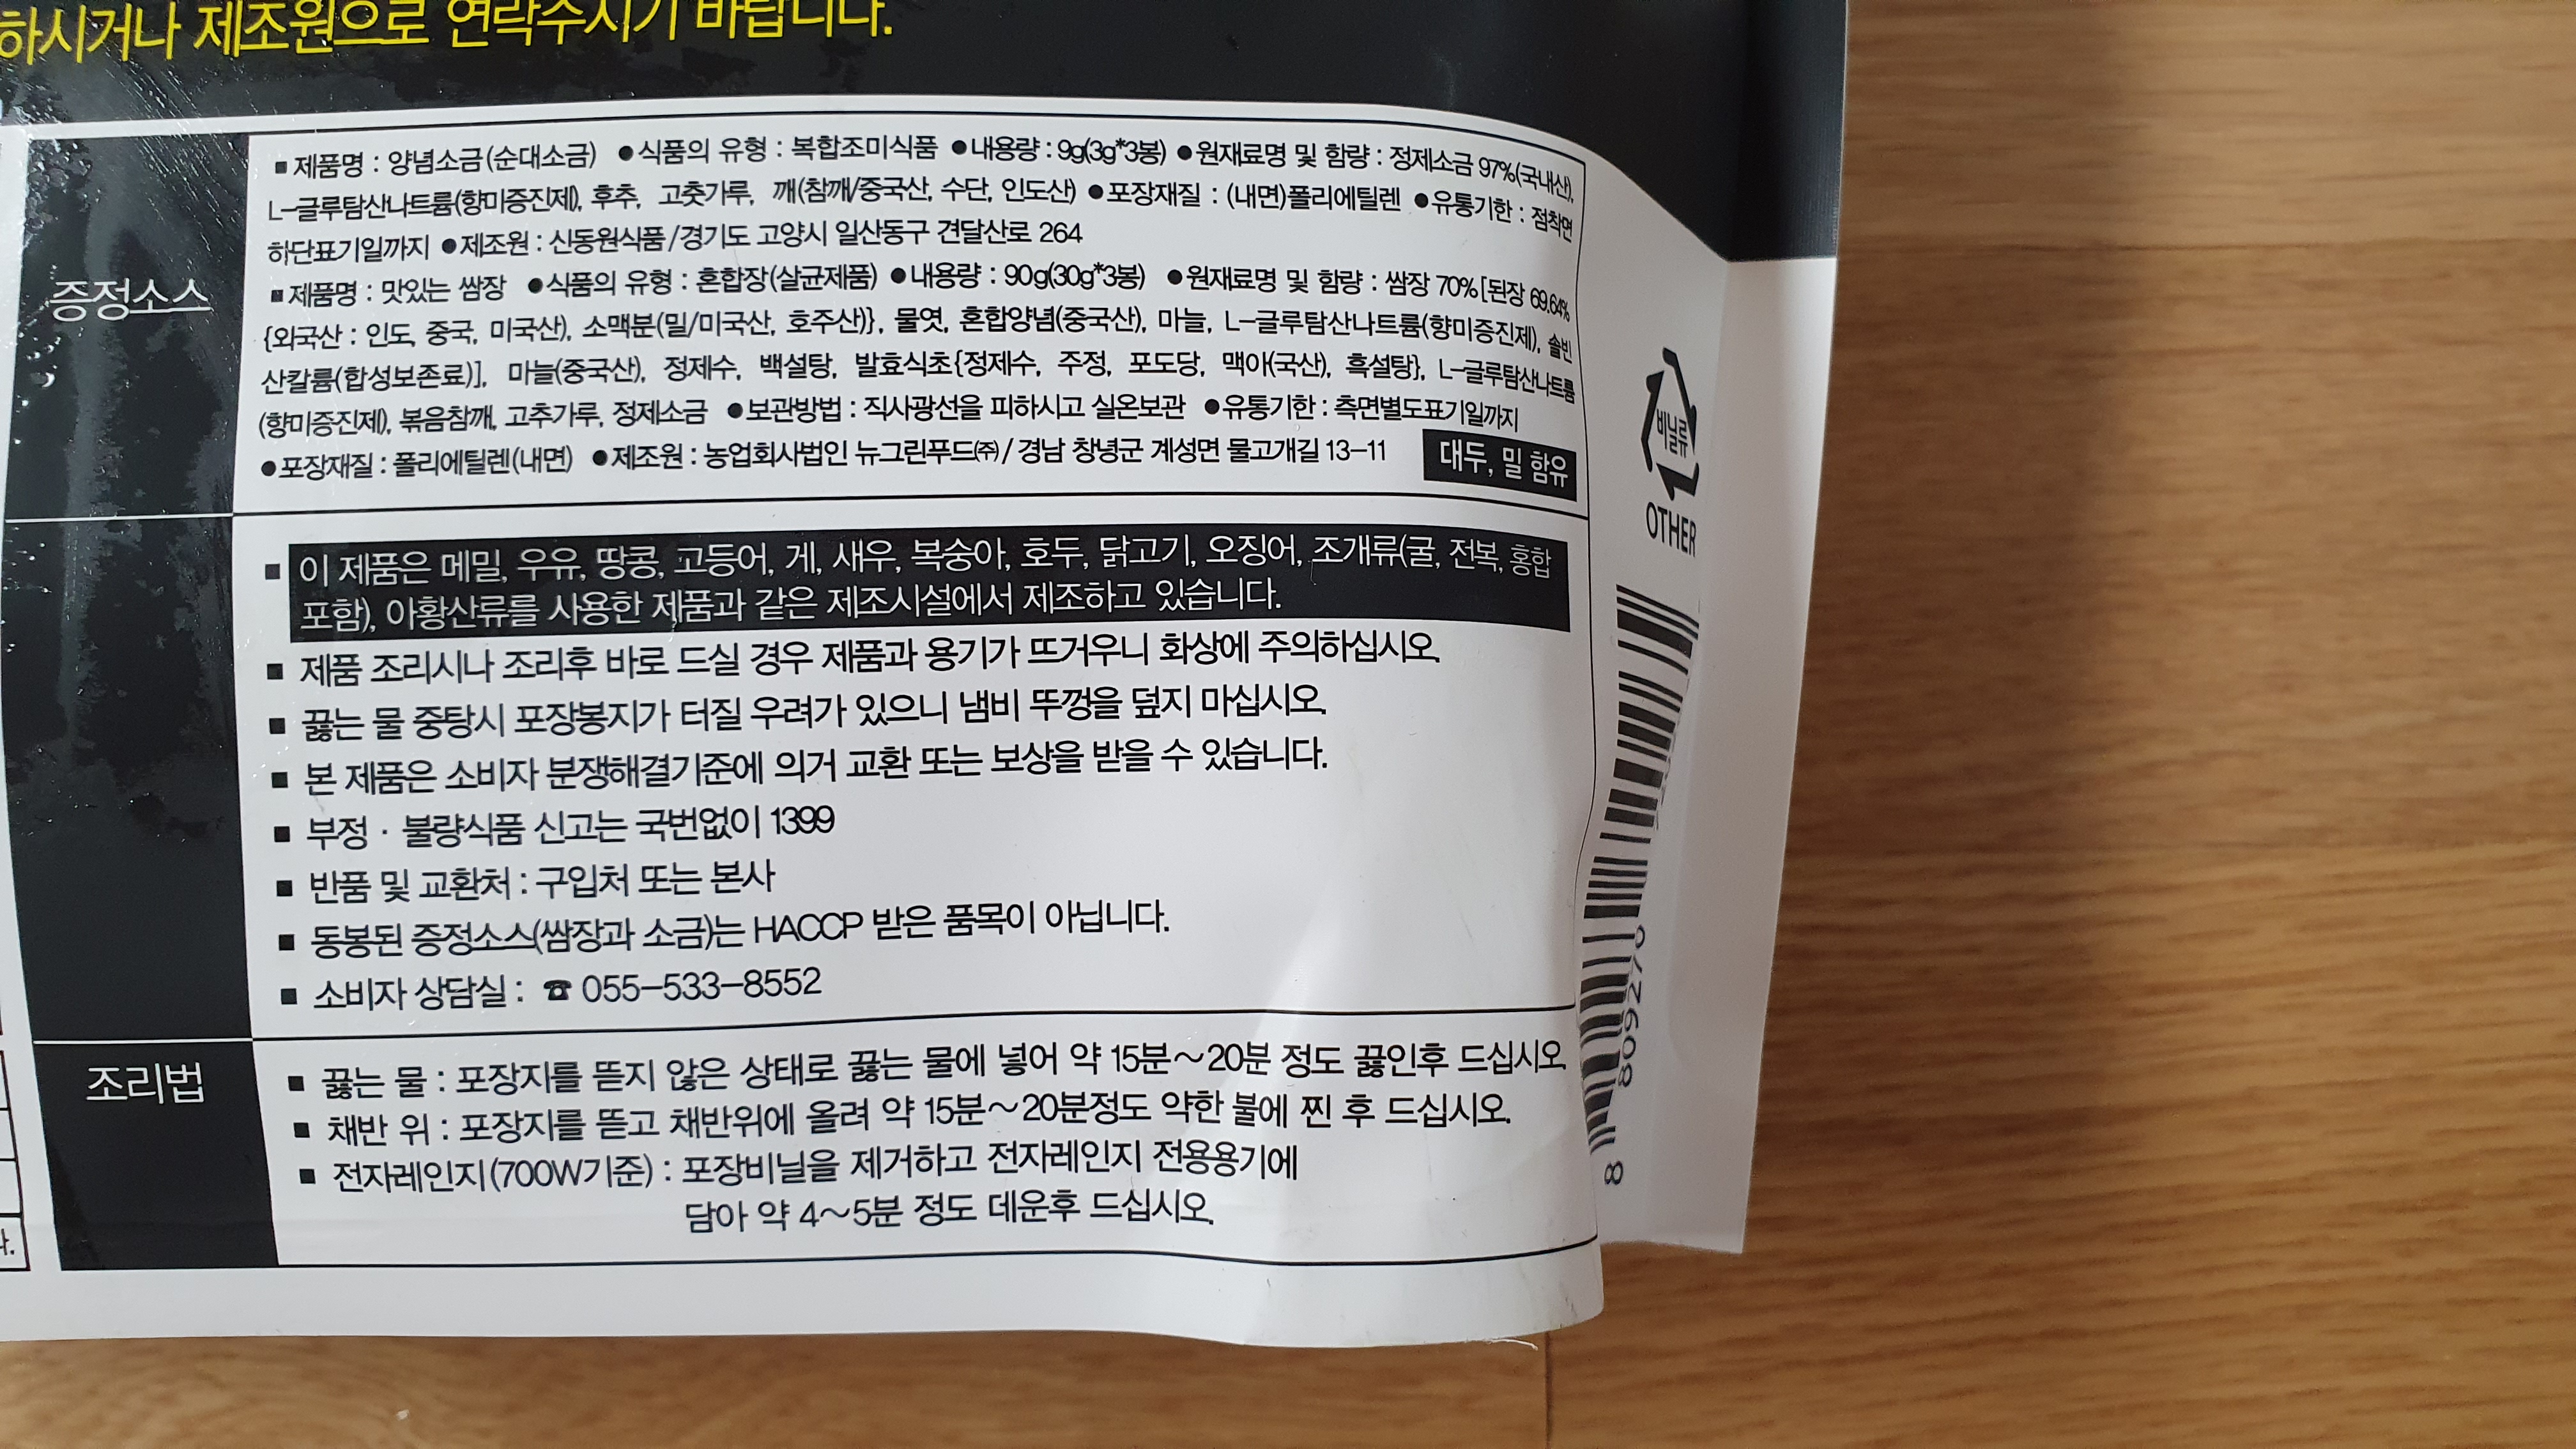 하시거나 제조원으로 연락주시기 바랍니다.
증정소스
■ 제품명 : 양념소금(순대소금) ●식품의 유형 : 복합조미식품 ●내용량 : 9g(3g*3봉) ●원재료명 및 함량 : 정제소금 97%(국내산),
L-글루탐산나트륨(향미증진제), 후추, 고춧가루, 깨(참깨/중국산, 수단, 인도산) ●포장재질 : (내면)폴리에틸렌 ●유통기한 : 점착면
하단표기일까지 ●제조원 : 신동원식품/경기도 고양시 일산동구 견달산로 264
■제품명 : 맛있는 쌈장 ●식품의 유형 : 혼합장(살균제품) ●내용량 : 90g(30g*3봉) ●원재료명 및 함량 : 쌈장 70%[된장 69.64%
{외국산 : 인도, 중국, 미국산), 소맥분(밀/미국산, 호주산)}, 물엿, 혼합양념(중국산), 마늘, L-글루탐산나트륨(향미증진제), 솔빈
산칼륨(합성보존료)], 마늘(중국산), 정제수, 백설탕, 발효식초{정제수, 주정, 포도당, 맥아(국산), 흑설탕}, L-글루탐산나트륨
(향미증진제), 볶음참깨, 고추가루, 정제소금 ●보관방법 : 직사광선을 피하시고 실온보관 ●유통기한 : 측면별도표기일까지
●포장재질 : 폴리에틸렌(내면) ●제조원 : 농업회사법인 뉴그린푸드㈜/ 경남 창녕군 계성면 물고개길 13-11
대두, 밀 함유
■ 이 제품은 메밀, 우유, 땅콩, 고등어, 게, 새우, 복숭아, 호두, 닭고기, 오징어, 조개류(굴, 전복, 홍합
포함), 아황산류를 사용한 제품과 같은 제조시설에서 제조하고 있습니다.
■ 제품 조리시나 조리후 바로 드실 경우 제품과 용기가 뜨거우니 화상에 주의하십시오.
■ 끓는 물 중탕시 포장봉지가 터질 우려가 있으니 냄비 뚜껑을 덮지 마십시오.
■ 본 제품은 소비자 분쟁해결기준에 의거 교환 또는 보상을 받을 수 있습니다.
■ 부정 · 불량식품 신고는 국번없이 1399
■ 반품 및 교환처 : 구입처 또는 본사
■ 동봉된 증정소스(쌈장과 소금)는 HACCP 받은 품목이 아닙니다.
■ 소비자 상담실 : ☎ 055-533-8552
조리법
■ 끓는 물 : 포장지를 뜯지 않은 상태로 끓는 물에 넣어 약 15분~20분 정도 끓인후 드십시오.
■ 채반 위 : 포장지를 뜯고 채반위에 올려 약 15분~20분정도 약한 불에 찐 후 드십시오.
■ 전자레인지(700W기준) : 포장비닐을 제거하고 전자레인지 전용용기에
담아 약 4~5분 정도 데운후 드십시오.
비닐류
OTHER
8 809270